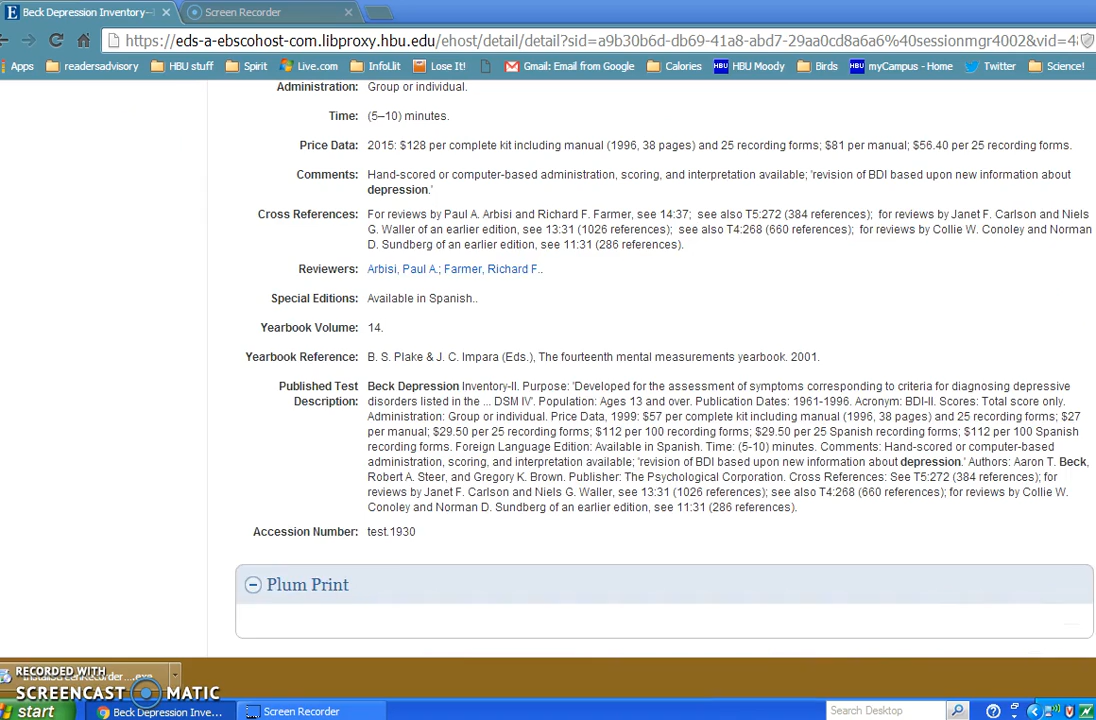 Beck Depression Inventory-
Screen Recorder
https://eds-a-ebscohost-com.libproxy.hbu.edu/ehost/detail/detail?sid=a9b30b6d-db69-41a8-abd7-29aa0cd8a6a6%40sessionmgr4002&vid=4
Apps readersadvisory HBU stuff Spirit Live.com InfoLit Lose It! Gmail: Email from Google Calories HBU Moody Birds myCampus - Home Twitter Science!
Administration: Group or individual.
Time: (5–10) minutes.
Price Data: 2015: $128 per complete kit including manual (1996, 38 pages) and 25 recording forms; $81 per manual; $56.40 per 25 recording forms.
Comments: Hand-scored or computer-based administration, scoring, and interpretation available; 'revision of BDI based upon new information about
depression.'
Cross References: For reviews by Paul A. Arbisi and Richard F. Farmer, see 14:37; see also T5:272 (384 references); for reviews by Janet F. Carlson and Niels
G. Waller of an earlier edition, see 13:31 (1026 references); see also T4:268 (660 references); for reviews by Collie W. Conoley and Norman
D. Sundberg of an earlier edition, see 11:31 (286 references).
Reviewers: Arbisi, Paul A.; Farmer, Richard F..
Special Editions: Available in Spanish..
Yearbook Volume: 14.
Yearbook Reference: B. S. Plake & J. C. Impara (Eds.), The fourteenth mental measurements yearbook. 2001.
Published Test Beck Depression Inventory-II. Purpose: 'Developed for the assessment of symptoms corresponding to criteria for diagnosing depressive
Description: disorders listed in the ... DSM IV'. Population: Ages 13 and over. Publication Dates: 1961-1996. Acronym: BDI-II. Scores: Total score only.
Administration: Group or individual. Price Data, 1999: $57 per complete kit including manual (1996, 38 pages) and 25 recording forms; $27
per manual; $29.50 per 25 recording forms; $112 per 100 recording forms; $29.50 per 25 Spanish recording forms; $112 per 100 Spanish
recording forms. Foreign Language Edition: Available in Spanish. Time: (5-10) minutes. Comments: Hand-scored or computer-based
administration, scoring, and interpretation available; 'revision of BDI based upon new information about depression.' Authors: Aaron T. Beck,
Robert A. Steer, and Gregory K. Brown. Publisher: The Psychological Corporation. Cross References: See T5:272 (384 references); for
reviews by Janet F. Carlson and Niels G. Waller, see 13:31 (1026 references); see also T4:268 (660 references); for reviews by Collie W.
Conoley and Norman D. Sundberg of an earlier edition, see 11:31 (286 references).
Accession Number: test.1930
Plum Print
RECORDED WITH
SCREENCAST MATIC
start Beck Depression Inve... Screen Recorder Search Desktop